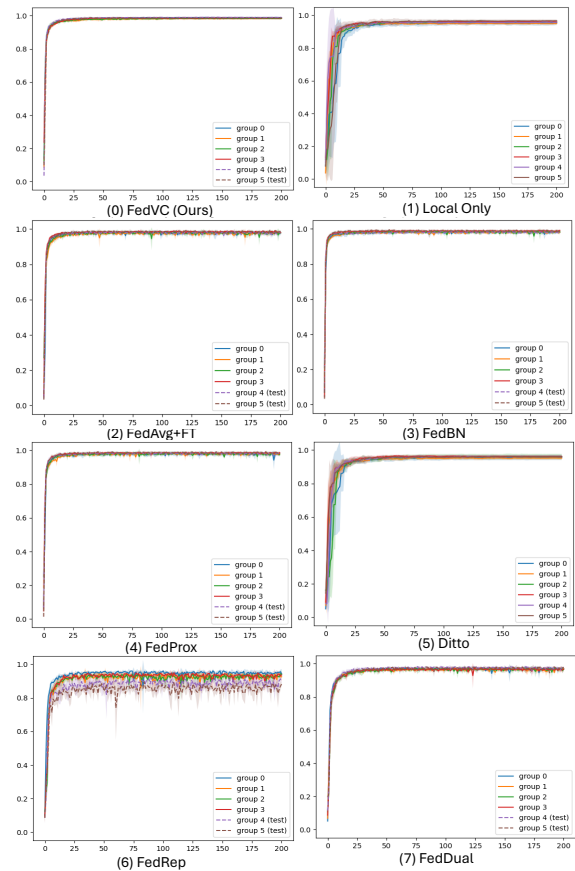 1.0
0.8
0.6
0.4
0.2
0.0
group 0
group 1
group 2
group 3
group 4 (test)
group 5 (test)
0 25 50 75 100 125 150 175 200
(0) FedVC (Ours)
1.0
0.8
0.6
0.4
0.2
0.0
group 0
group 1
group 2
group 3
group 4
group 5
0 25 50 75 100 125 150 175 200
(1) Local Only
1.0
0.8
0.6
0.4
0.2
0.0
group 0
group 1
group 2
group 3
group 4 (test)
group 5 (test)
0 25 50 75 100 125 150 175 200
(2) FedAvg+FT
1.0
0.8
0.6
0.4
0.2
0.0
group 0
group 1
group 2
group 3
group 4 (test)
group 5 (test)
0 25 50 75 100 125 150 175 200
(3) FedBN
1.0
0.8
0.6
0.4
0.2
0.0
group 0
group 1
group 2
group 3
group 4 (test)
group 5 (test)
0 25 50 75 100 125 150 175 200
(4) FedProx
1.0
0.8
0.6
0.4
0.2
0.0
group 0
group 1
group 2
group 3
group 4
group 5
0 25 50 75 100 125 150 175 200
(5) Ditto
1.0
0.8
0.6
0.4
0.2
0.0
group 0
group 1
group 2
group 3
group 4 (test)
group 5 (test)
0 25 50 75 100 125 150 175 200
(6) FedRep
1.0
0.8
0.6
0.4
0.2
0.0
group 0
group 1
group 2
group 3
group 4 (test)
group 5 (test)
0 25 50 75 100 125 150 175 200
(7) FedDual